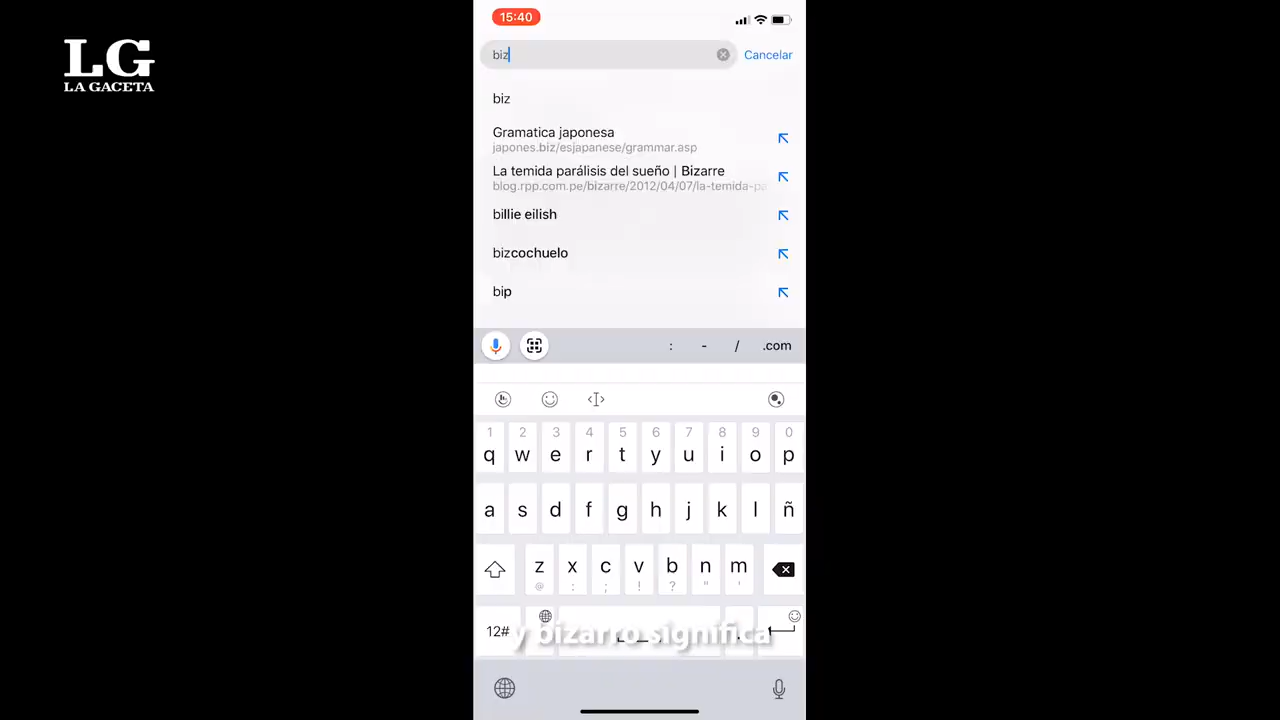 15:40
LG
LA GACETA
biz
Cancelar
biz
Gramatica japonesa
japones.biz/esjapanese/grammar.asp
La temida parálisis del sueño | Bizarre
blog.rpp.com.pe/bizarre/2012/04/07/la-temida-pa
billie eilish
bizcochuelo
bip
: - / .com
1 2 3 4 5 6 7 8 9 0
q w e r t y u i o p
a s d f g h j k l ñ
z x c v b n m
@ : ; ! ? " '
12# .
y bizarro significa